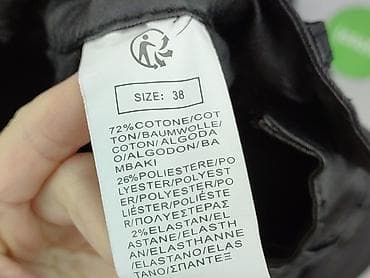 SIZE: 38
72%COTONE/COT
TON/BAUMWOLLE/
COTON/ALGODA
O/ALGODON/BA
MBAKI
26%POLIESTERE/PO
LYESTER/POLYEST
ER/POLYESTER/PO
LIÉSTER/POLIÉSTE
R/ΠΟΛΥΕΣΤΕΡΑΣ
2%ELASTAN/EL
ASTANE/ELASTH
AN/ELASTHANNE
/ELASTANO/ELAS
TANO/ΣΠΑΝΤΕΞ